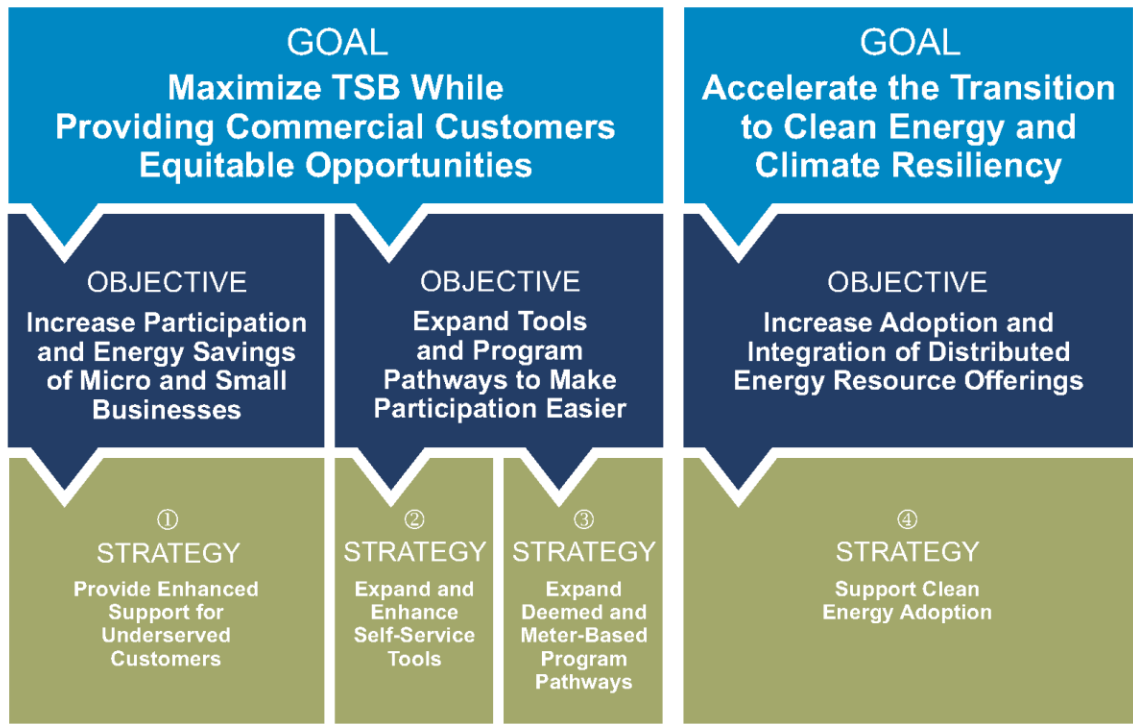 GOAL
Maximize TSB While
Providing Commercial Customers
Equitable Opportunities
GOAL
Accelerate the Transition
to Clean Energy and
Climate Resiliency
OBJECTIVE
Increase Participation
and Energy Savings
of Micro and Small
Businesses
OBJECTIVE
Expand Tools
and Program
Pathways to Make
Participation Easier
OBJECTIVE
Increase Adoption and
Integration of Distributed
Energy Resource Offerings
①
STRATEGY
Provide Enhanced
Support for
Underserved
Customers
②
STRATEGY
Expand and
Enhance
Self-Service
Tools
③
STRATEGY
Expand
Deemed and
Meter-Based
Program
Pathways
④
STRATEGY
Support Clean
Energy Adoption